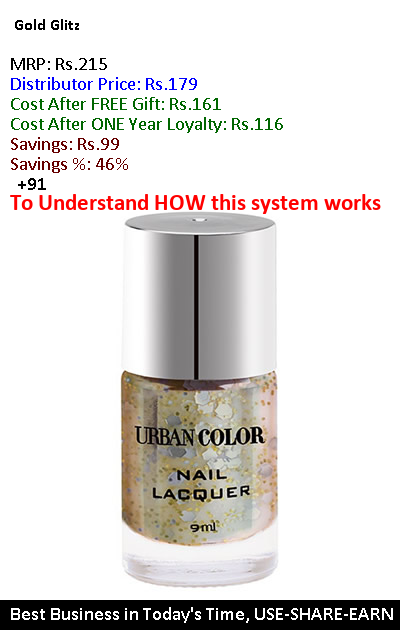 Gold Glitz
MRP: Rs.215
Distributor Price: Rs.179
Cost After FREE Gift: Rs.161
Cost After ONE Year Loyalty: Rs.116
Savings: Rs.99
Savings %: 46%
+91
To Understand HOW this system works
URBAN COLOR
NAIL
LACQUER
9ml
Best Business in Today's Time, USE-SHARE-EARN